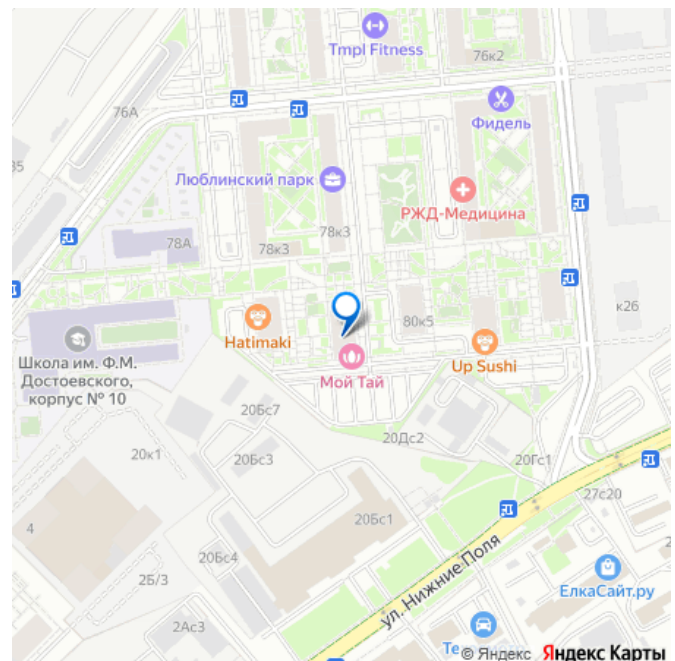 Tmpl Fitness
76к2
76А
Фидель
85
Люблинский парк
РЖД-Медицина
78к3
78А
78к3
к26
80к5
Hatimaki
Up Sushi
Школа им. Ф.М.
Достоевского,
корпус № 10
Мой Тай
20Бс7
20Дс2
20к1
20Бс3
20Гс1
27с20
4
20Бс1
20Бс4
ул. Нижние Поля
2Б/3
ЕлкаСайт.ру
2Ас3
Те
© Яндекс Яндекс Карты